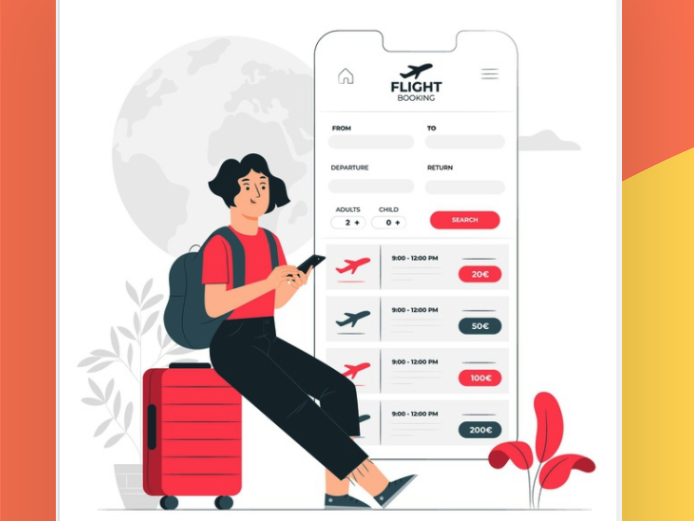 FLIGHT
BOOKING
FROM TO
DEPARTURE RETURN
ADULTS CHILD
2 + 0 + SEARCH
9:00 - 12:00 PM
20€
9:00 - 12:00 PM
50€
9:00 - 12:00 PM
100€
9:00 - 12:00 PM
200€